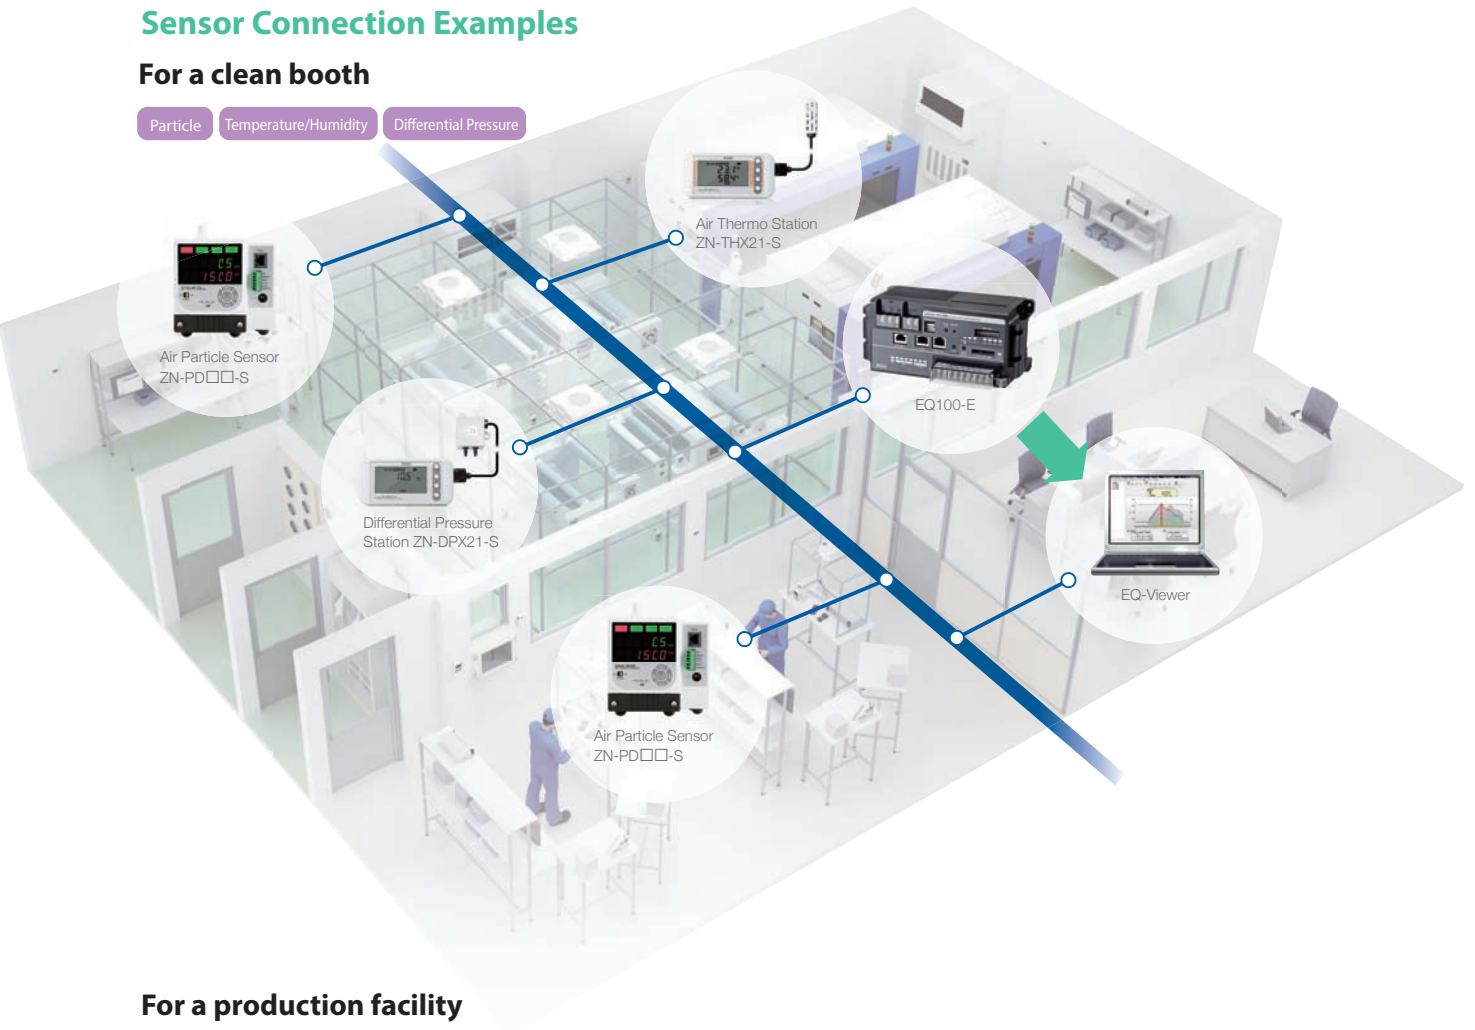 Sensor Connection Examples
For a clean booth
Particle
Temperature/Humidity
Differential Pressure
Air Thermo Station
ZN-THX21-S
Air Particle Sensor
ZN-PD□□-S
EQ100-E
Differential Pressure
Station ZN-DPX21-S
EQ-Viewer
Air Particle Sensor
ZN-PD□□-S
For a production facility